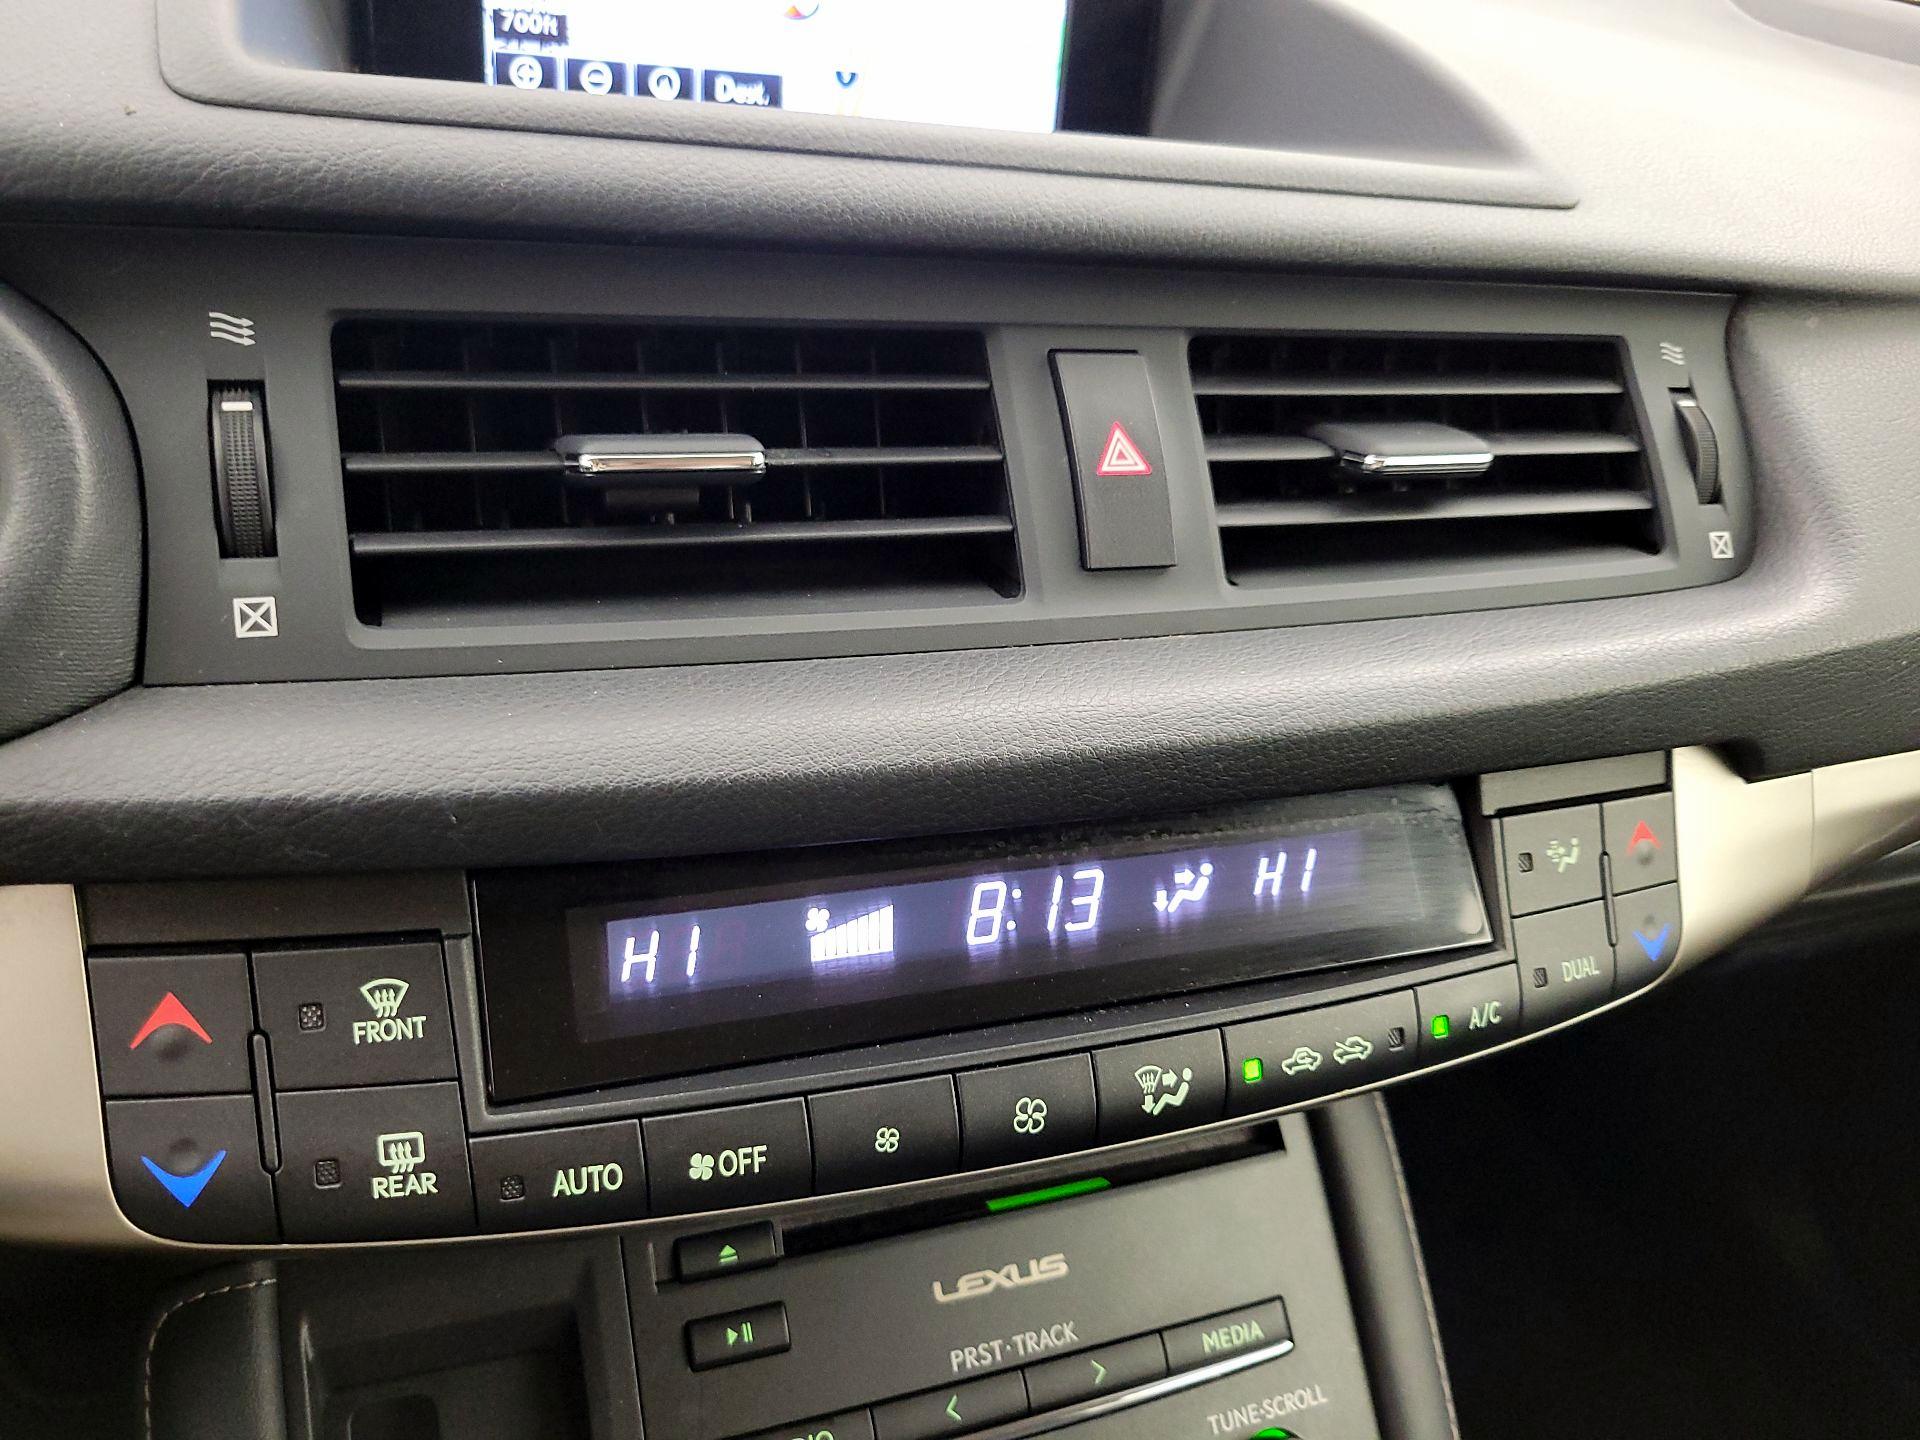 700ft
Dest.
HI 8:13 HI
FRONT
REAR
AUTO
OFF
A/C
DUAL
LEXUS
PRST·TRACK
MEDIA
TUNE·SCROLL